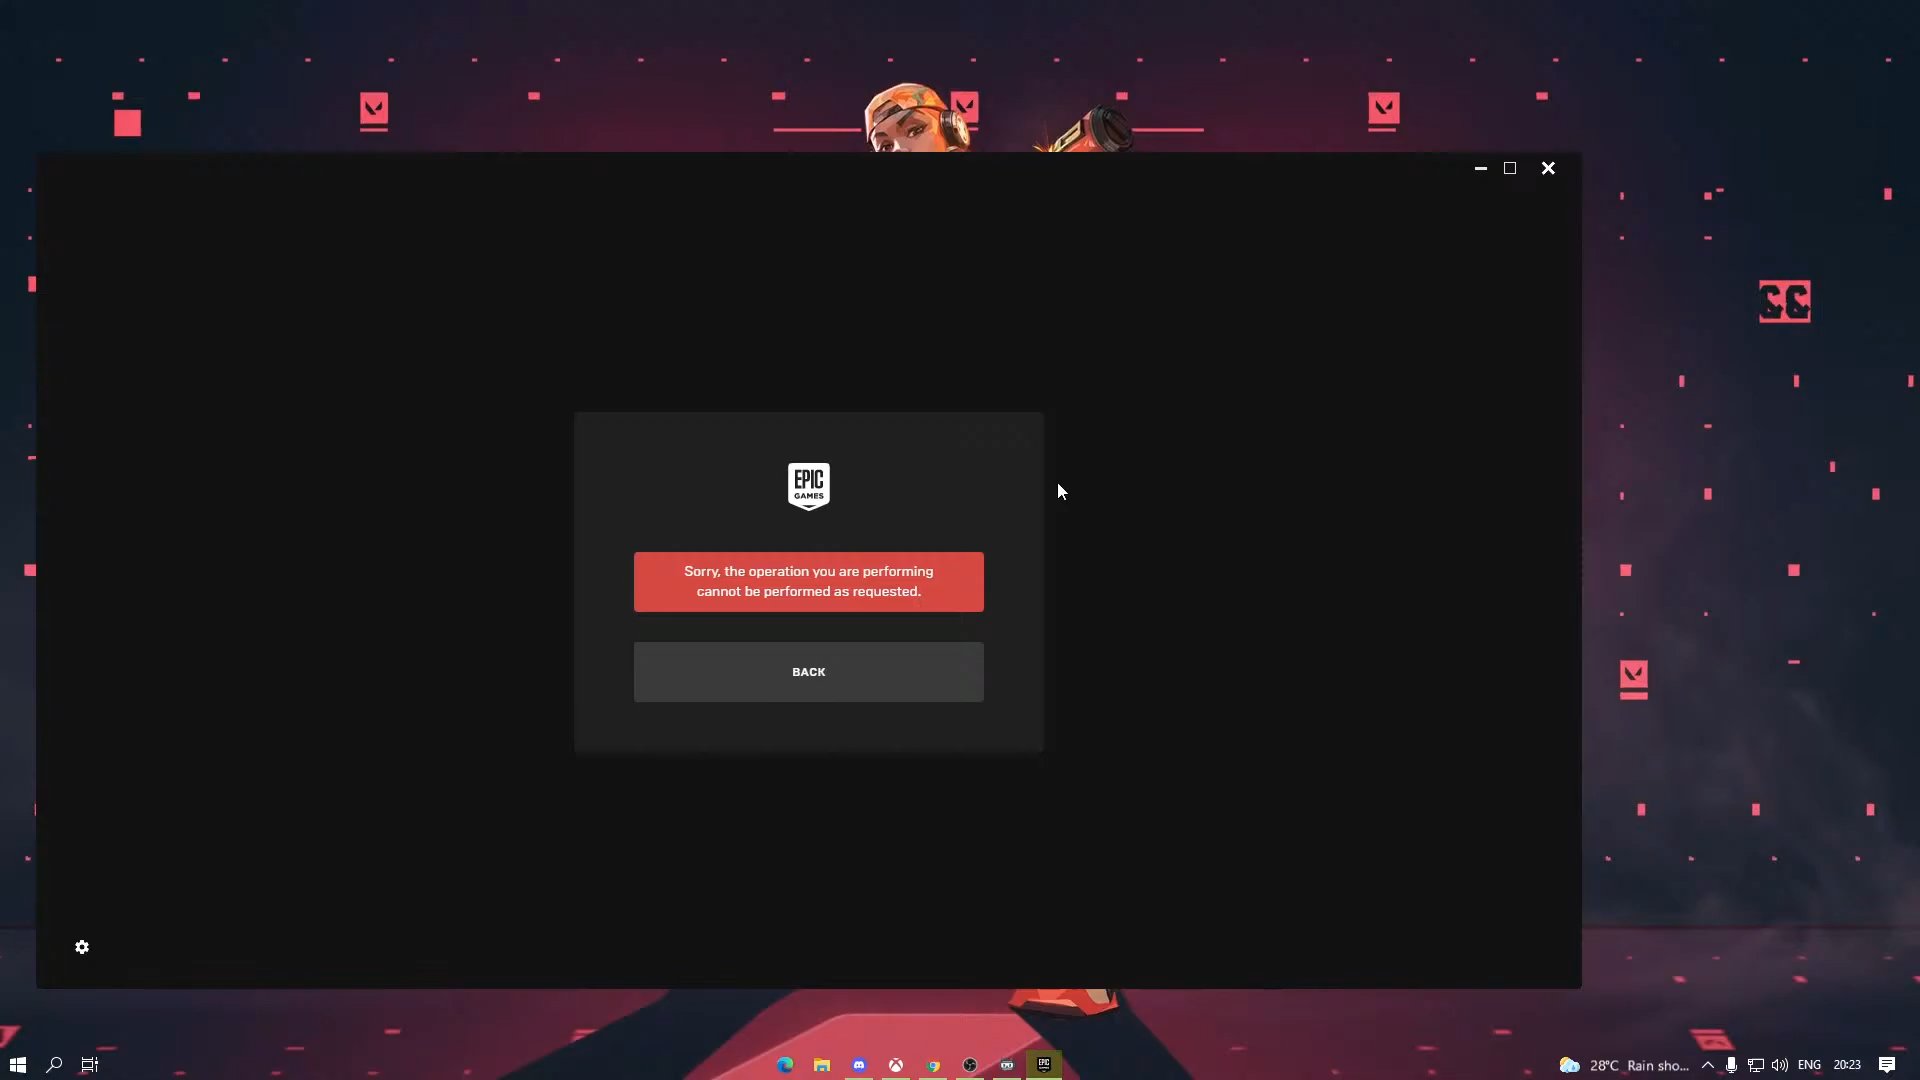 EPIC
GAMES
Sorry, the operation you are performing
cannot be performed as requested.
BACK
28°C Rain sho...
ENG
20:23